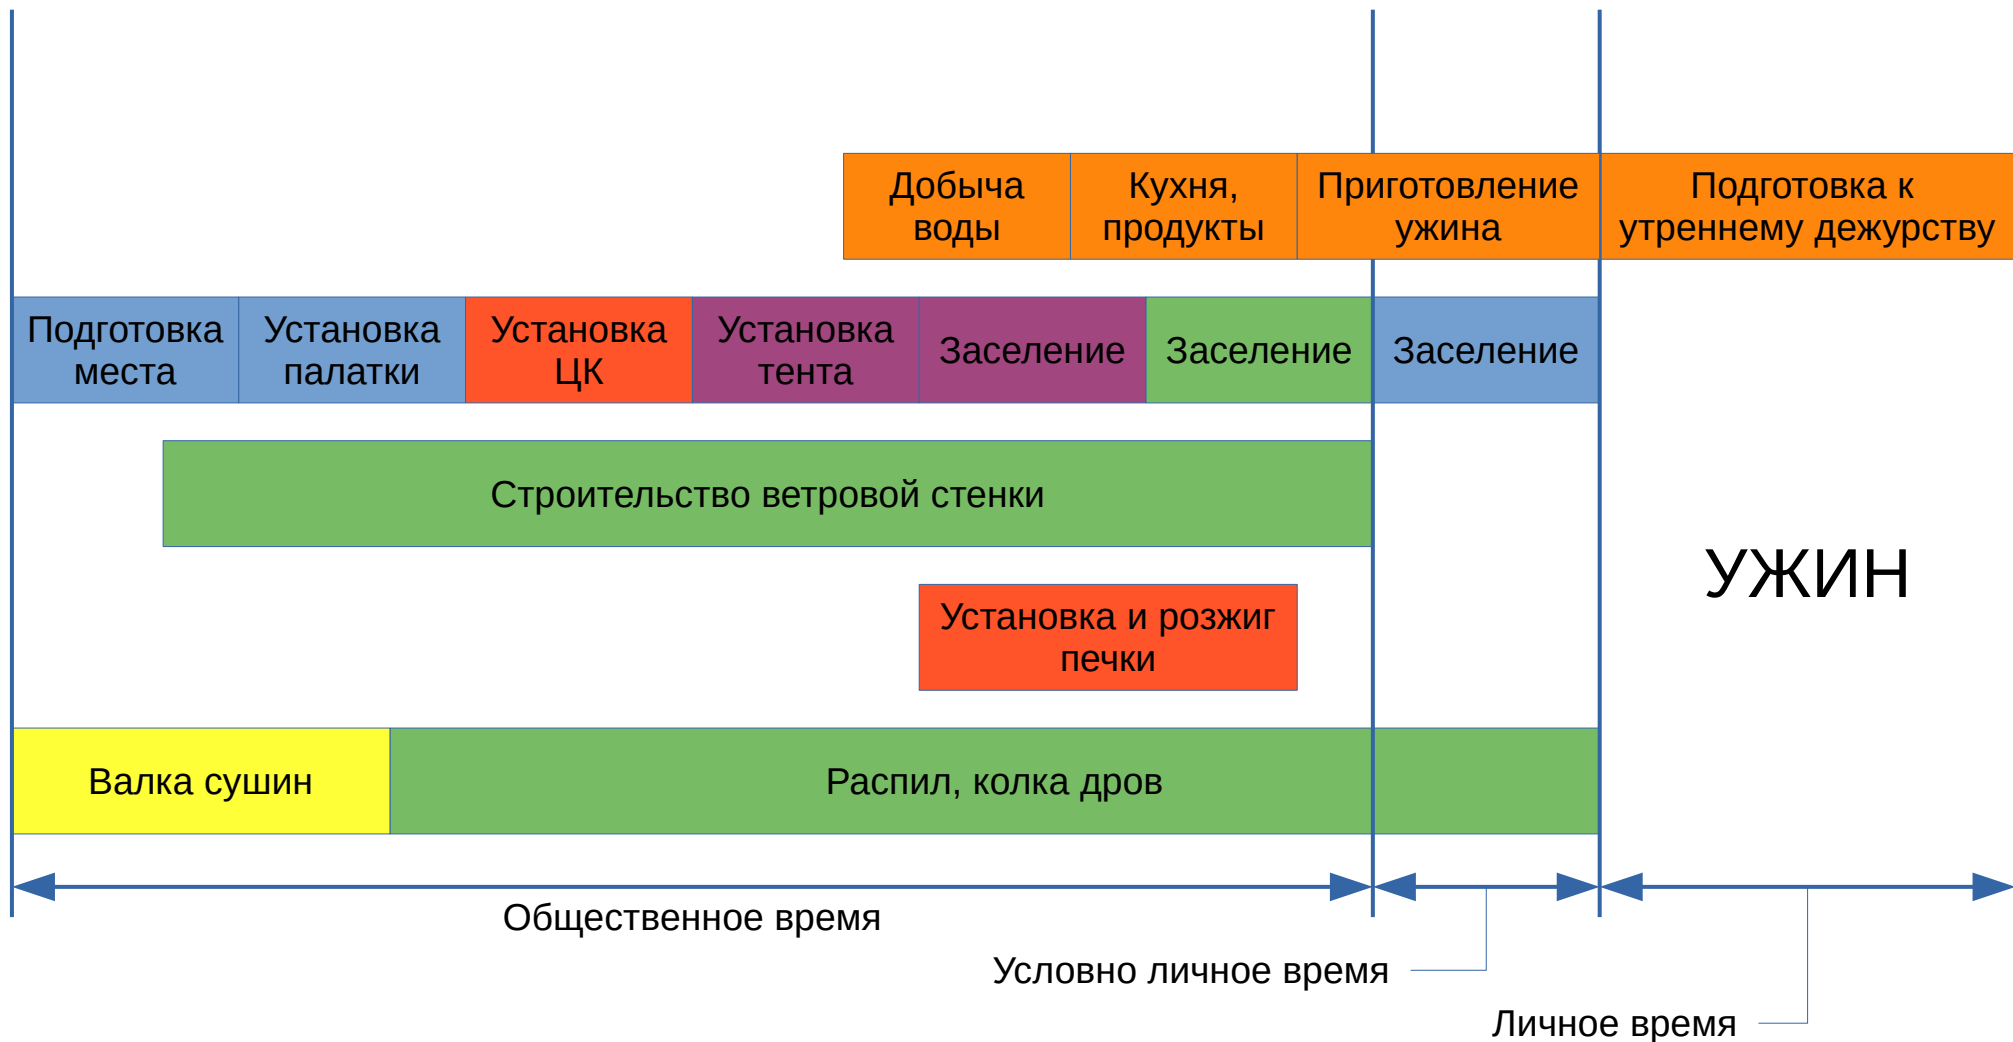 Добыча
воды
Кухня,
продукты
Приготовление
ужина
Подготовка к
утреннему дежурству
Подготовка
места
Установка
палатки
Установка
ЦК
Установка
тента
Заселение
Заселение
Заселение
Строительство ветровой стенки
УЖИН
Установка и розжиг
печки
Валка сушин
Распил, колка дров
Общественное время
Условно личное время
Личное время